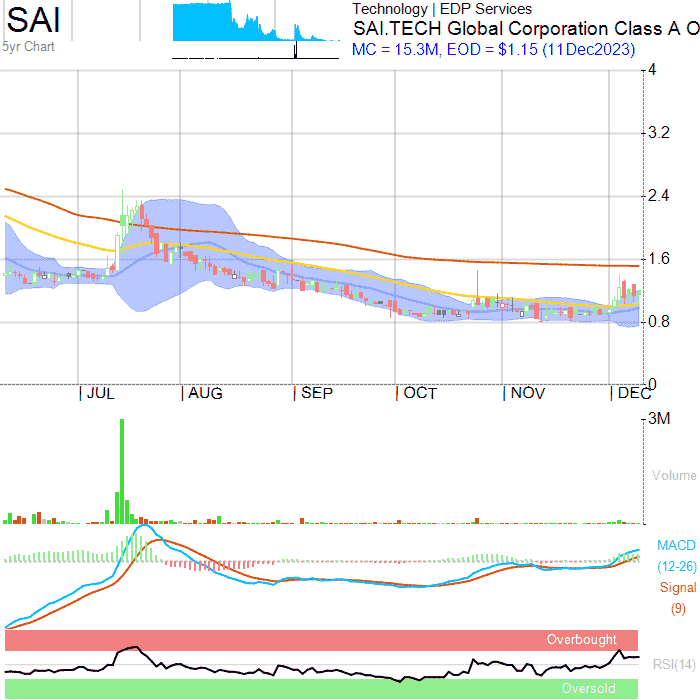 SAI
5yr Chart
Technology | EDP Services
SAI.TECH Global Corporation Class A O
MC = 15.3M, EOD = $1.15 (11Dec2023)
4
3.2
2.4
1.6
0.8
0
JUL AUG SEP OCT NOV DEC
3M
Volume
MACD
(12-26)
Signal
(9)
Overbought
RSI(14)
Oversold